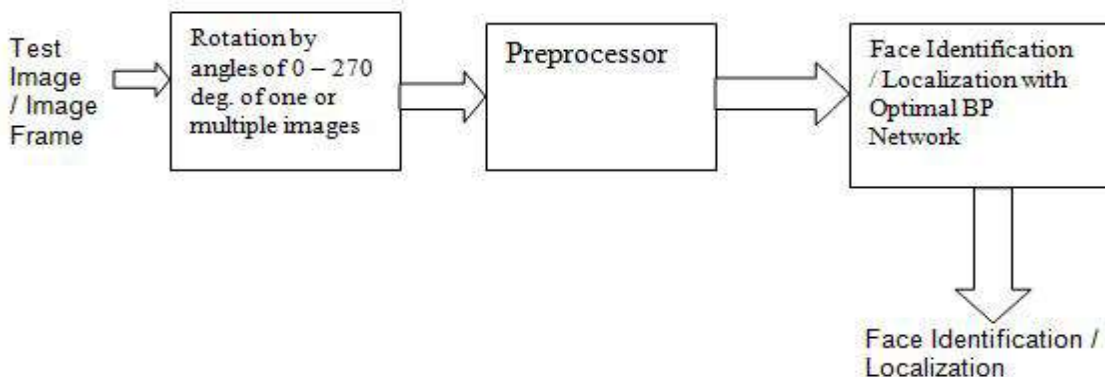 Test
Image
/ Image
Frame
Rotation by
angles of 0 – 270
deg. of one or
multiple images
Preprocessor
Face Identification
/ Localization with
Optimal BP
Network
Face Identification /
Localization